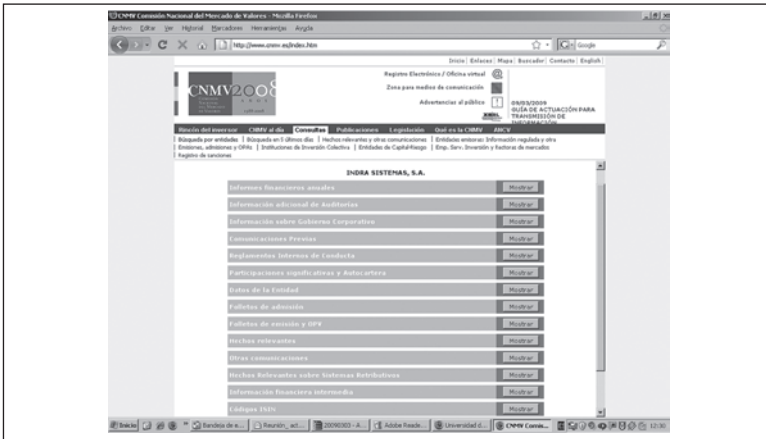 CNMV Comisión Nacional del Mercado de Valores - Mozilla Firefox
Archivo Editar Ver Historial Marcadores Herramientas Ayuda
http://www.cnmv.es/index.htm
Google
Inicio | Enlaces | Mapa | Buscador | Contacto | English
Registro Electrónico / Oficina virtual
Zona para medios de comunicación
Advertencias al público
CNMV2008
09/03/2009
GUÍA DE ACTUACIÓN PARA
TRANSMISIÓN DE
INFORMACIÓN
Rincón del inversor CNMV al día Consultas Publicaciones Legislación Qué es la CNMV ANCV
Búsqueda por entidades | Búsqueda en 5 últimos días | Hechos relevantes y otras comunicaciones | Entidades emisoras: Información regulada y otra
Emisiones, admisiones y OPAs | Instituciones de Inversión Colectiva | Entidades de Capital-Riesgo | Emp. Serv. Inversión y factoras de mercados
Registro de sanciones
INDRA SISTEMAS, S.A.
Informes financieros anuales Mostrar
Información adicional de Auditorías Mostrar
Información sobre Gobierno Corporativo Mostrar
Comunicaciones Previas Mostrar
Reglamentos Internos de Conducta Mostrar
Participaciones significativas y Autocartera Mostrar
Datos de la Entidad Mostrar
Folletos de admisión Mostrar
Folletos de emisión y OPV Mostrar
Hechos relevantes Mostrar
Otras comunicaciones Mostrar
Hechos Relevantes sobre Sistemas Retributivos Mostrar
Información financiera intermedia Mostrar
Códigos ISIN Mostrar
Inicio Bandeja de e... Reunión_ act... 20090303 - A... Adobe Reade... Universidad d... CNMV Comis... 12:30